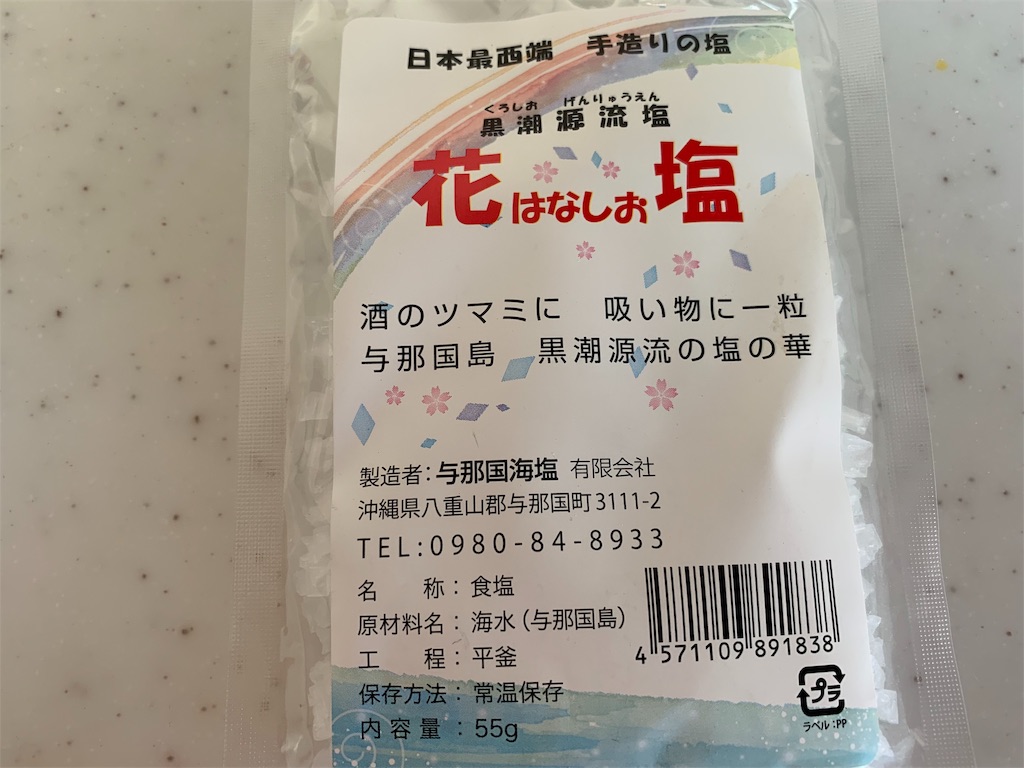 日本最西端　手造りの塩
くろしお　げんりゅうえん
黒潮源流塩
花はなしお塩
酒のツマミに　吸い物に一粒
与那国島　黒潮源流の塩の華
製造者：与那国海塩 有限会社
沖縄県八重山郡与那国町3111-2
TEL:0980-84-8933
名　　称：食塩
原材料名：海水（与那国島）
工　　程：平釜
保存方法：常温保存
内容量：55g
4 571109 891838
プラ
ラベル：PP